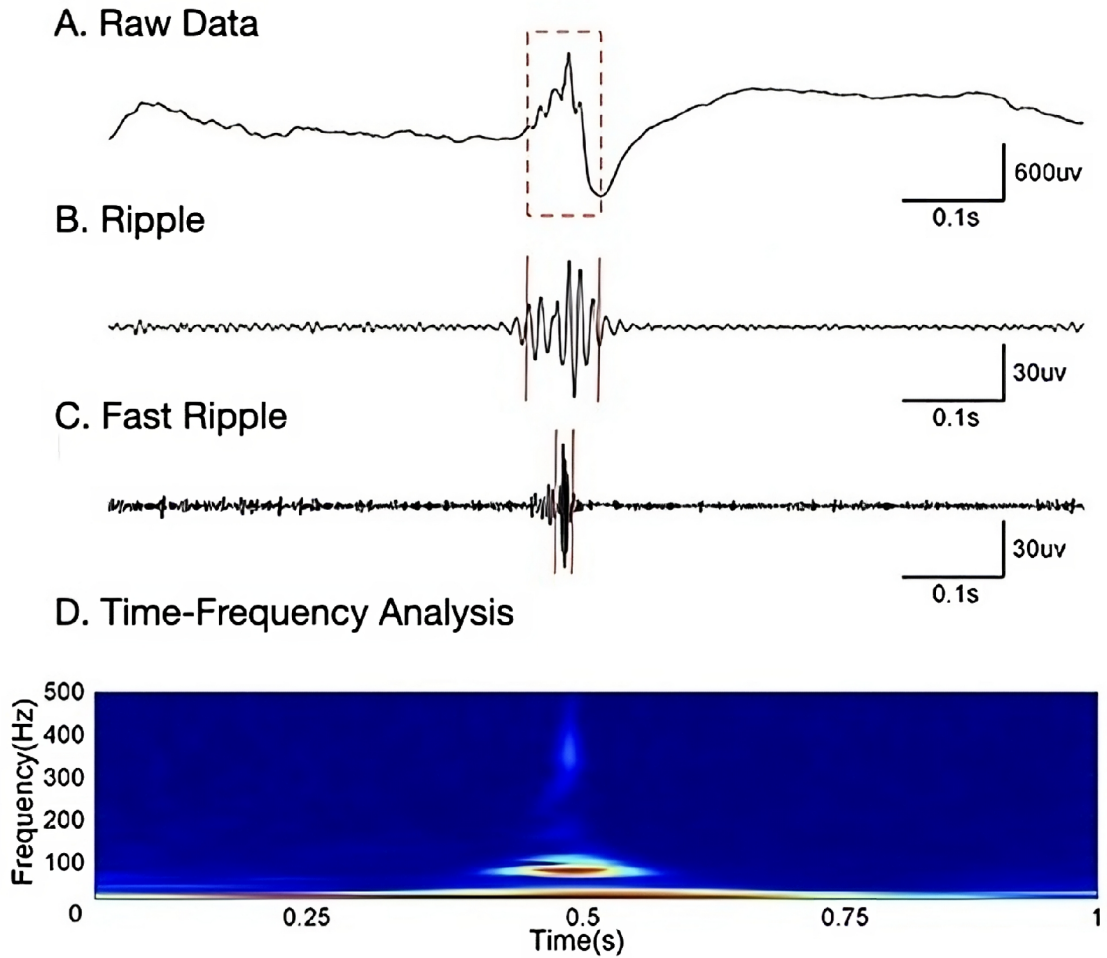 A. Raw Data
600uv
0.1s
B. Ripple
30uv
0.1s
C. Fast Ripple
30uv
0.1s
D. Time-Frequency Analysis
Frequency(Hz)
500
400
300
200
100
0
0.25
0.5
0.75
1
Time(s)